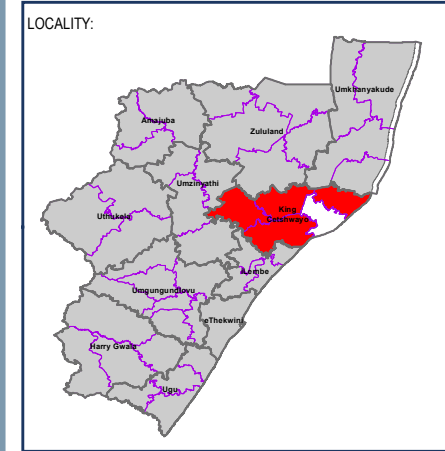 LOCALITY:
Umkhanyakude
Amajuba
Zululand
Umzinyathi
King
Cetshwayo
Uthukela
iLembe
Umgungundlovu
eThekwini
Harry Gwala
Ugu